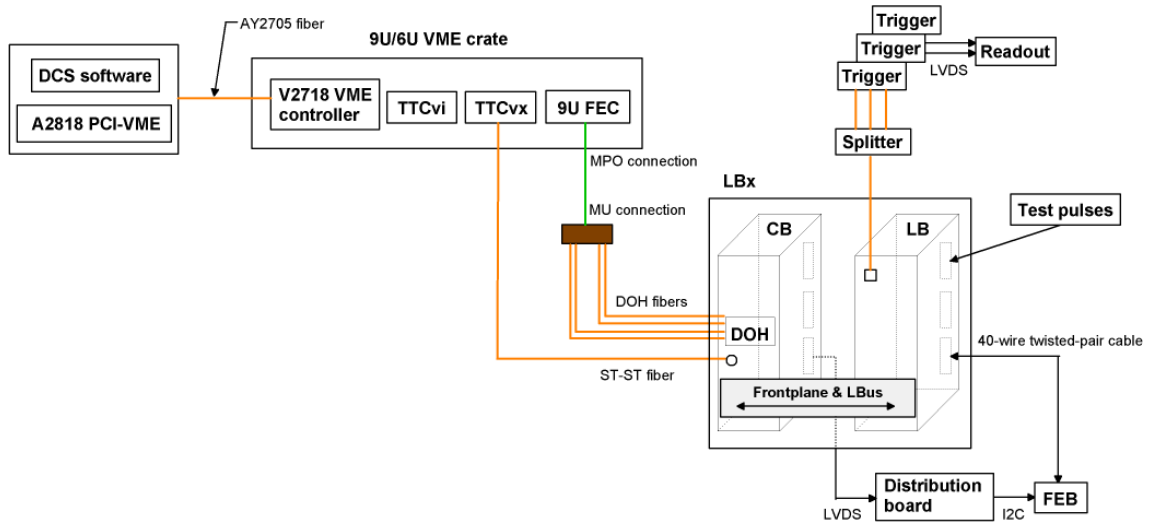 AY2705 fiber
9U/6U VME crate
DCS software
A2818 PCI-VME
V2718 VME
controller
TTCvi
TTCvx
9U FEC
MPO connection
MU connection
DOH fibers
ST-ST fiber
Trigger
Trigger
Trigger
LVDS
Readout
Splitter
LBx
CB
LB
Test pulses
DOH
40-wire twisted-pair cable
Frontplane & LBus
LVDS
Distribution
board
I2C
FEB